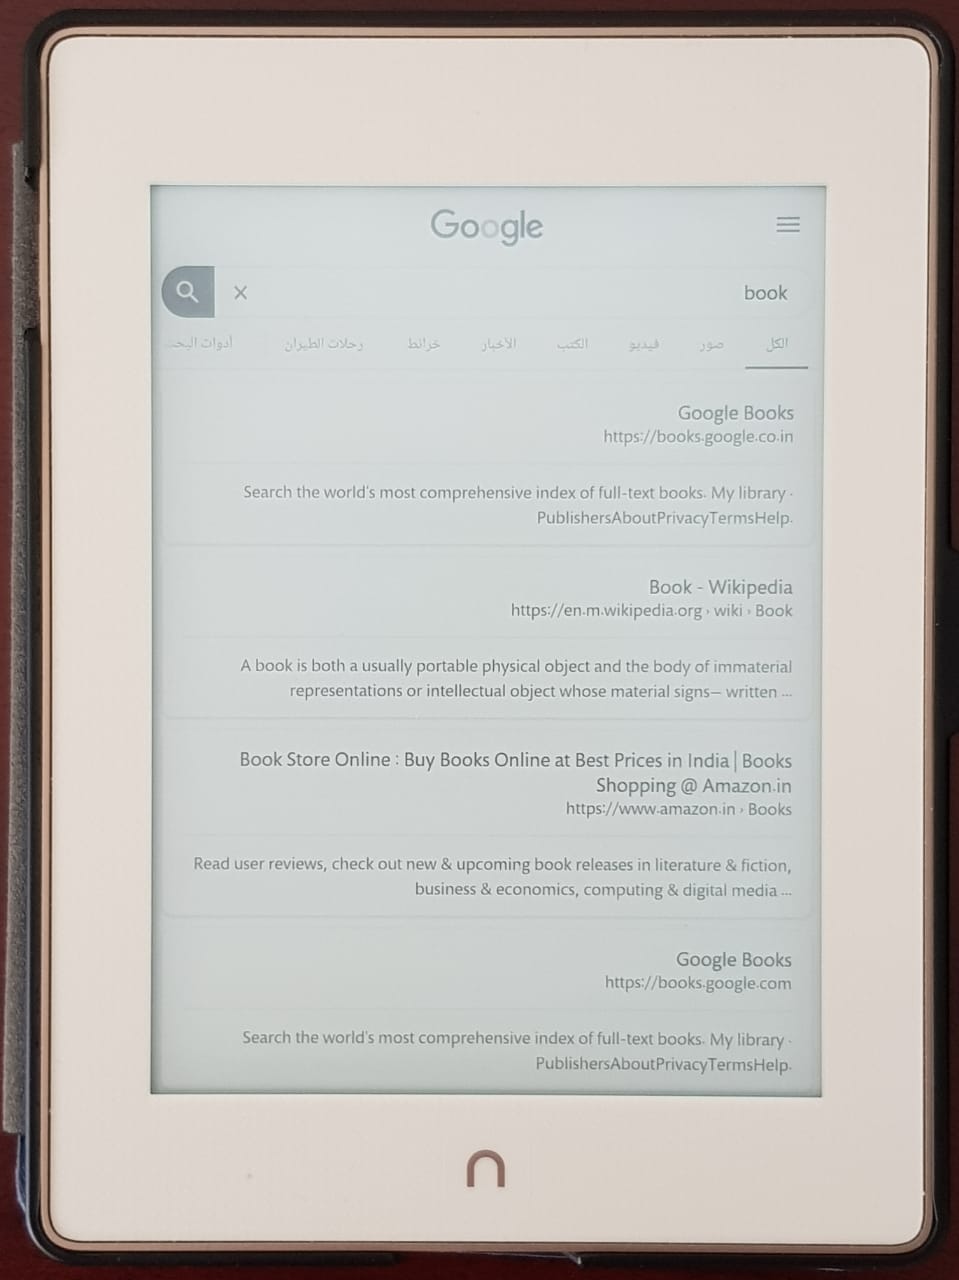 Google
book
الكل صور فيديو الكتب الأخبار خرائط رحلات الطيران أدوات البحث
Google Books
https://books.google.co.in
Search the world's most comprehensive index of full-text books. My library ·
PublishersAboutPrivacyTermsHelp.
Book - Wikipedia
https://en.m.wikipedia.org › wiki › Book
A book is both a usually portable physical object and the body of immaterial
representations or intellectual object whose material signs– written ...
Book Store Online : Buy Books Online at Best Prices in India | Books
Shopping @ Amazon.in
https://www.amazon.in › Books
Read user reviews, check out new & upcoming book releases in literature & fiction,
business & economics, computing & digital media ...
Google Books
https://books.google.com
Search the world's most comprehensive index of full-text books. My library ·
PublishersAboutPrivacyTermsHelp.